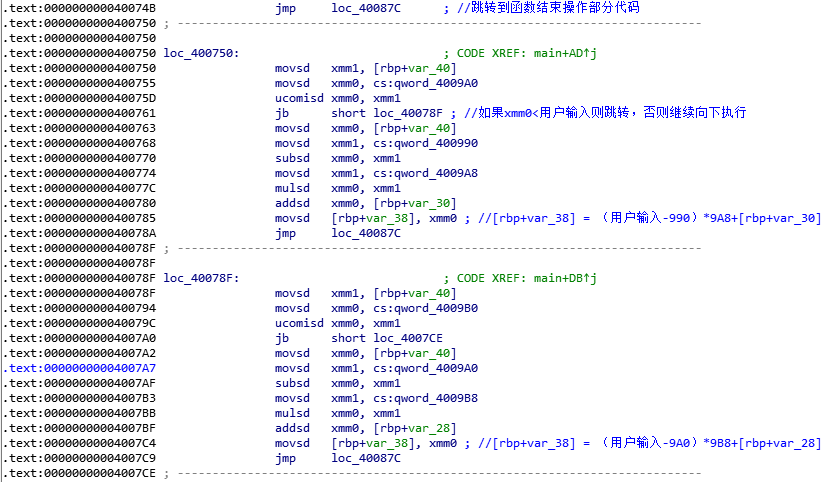 .text:000000000040074B jmp loc_40087C ; //跳转到函数结束操作部分代码
.text:0000000000400750 ; ---------------------------------------------------------------------------
.text:0000000000400750
.text:0000000000400750 loc_400750: ; CODE XREF: main+AD↑j
.text:0000000000400750 movsd xmm1, [rbp+var_40]
.text:0000000000400755 movsd xmm0, cs:qword_4009A0
.text:000000000040075D ucomisd xmm0, xmm1
.text:0000000000400761 jb short loc_40078F ; //如果xmm0<用户输入则跳转，否则继续向下执行
.text:0000000000400763 movsd xmm0, [rbp+var_40]
.text:0000000000400768 movsd xmm1, cs:qword_400990
.text:0000000000400770 subsd xmm0, xmm1
.text:0000000000400774 movsd xmm1, cs:qword_4009A8
.text:000000000040077C mulsd xmm0, xmm1
.text:0000000000400780 addsd xmm0, [rbp+var_30]
.text:0000000000400785 movsd [rbp+var_38], xmm0 ; //[rbp+var_38] = （用户输入-990）*9A8+[rbp+var_30]
.text:000000000040078A jmp loc_40087C
.text:000000000040078F ; ---------------------------------------------------------------------------
.text:000000000040078F
.text:000000000040078F loc_40078F: ; CODE XREF: main+DB↑j
.text:000000000040078F movsd xmm1, [rbp+var_40]
.text:0000000000400794 movsd xmm0, cs:qword_4009B0
.text:000000000040079C ucomisd xmm0, xmm1
.text:00000000004007A0 jb short loc_4007CE
.text:00000000004007A2 movsd xmm0, [rbp+var_40]
.text:00000000004007A7 movsd xmm1, cs:qword_4009A0
.text:00000000004007AF subsd xmm0, xmm1
.text:00000000004007B3 movsd xmm1, cs:qword_4009B8
.text:00000000004007BB mulsd xmm0, xmm1
.text:00000000004007BF addsd xmm0, [rbp+var_28]
.text:00000000004007C4 movsd [rbp+var_38], xmm0 ; //[rbp+var_38] = （用户输入-9A0）*9B8+[rbp+var_28]
.text:00000000004007C9 jmp loc_40087C
.text:00000000004007CE ; ---------------------------------------------------------------------------